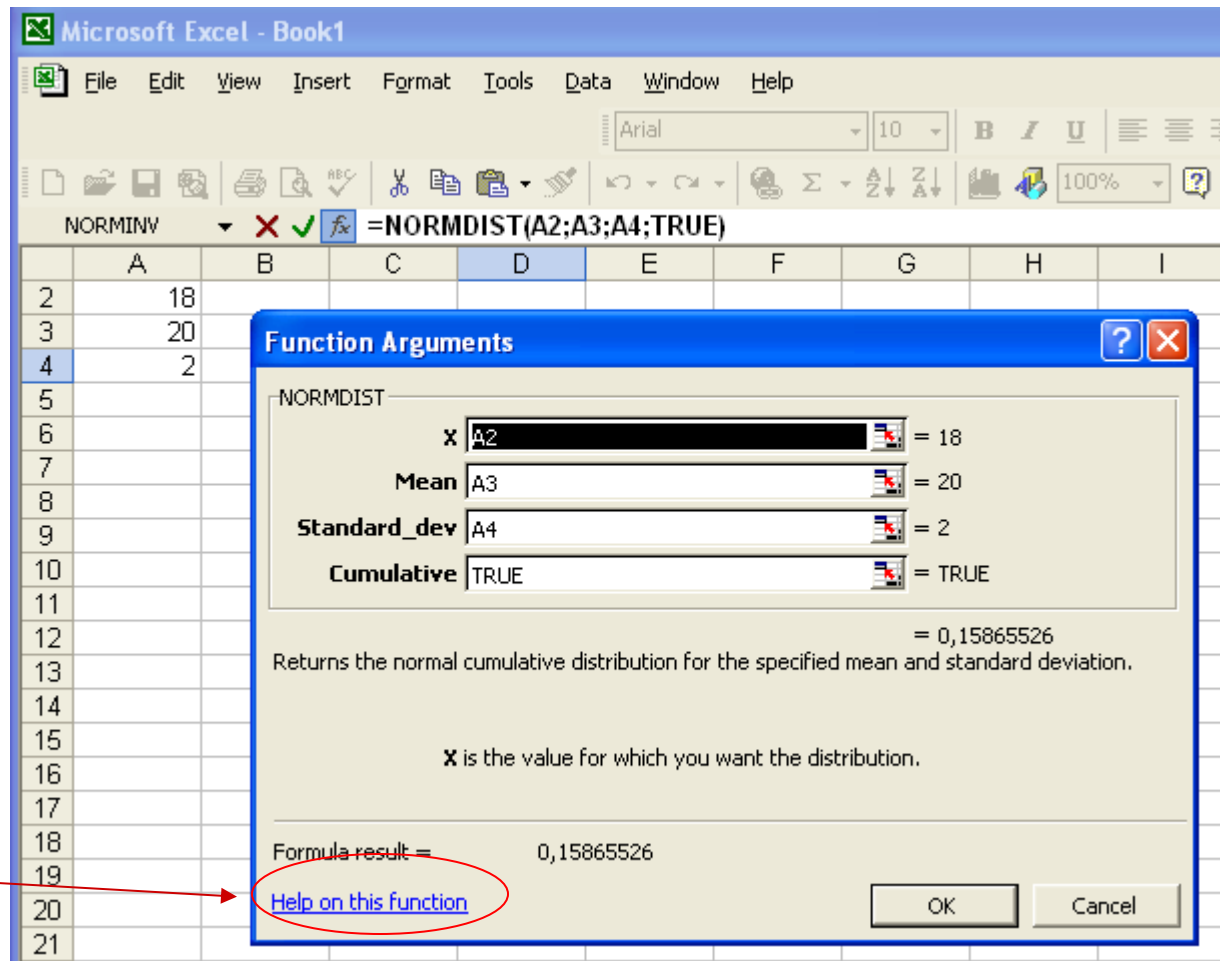 Microsoft Excel - Book1
File Edit View Insert Format Tools Data Window Help
Arial 10 B I U
ABC Σ A Z Z A 100% ?
NORMINV fx =NORMDIST(A2;A3;A4;TRUE)
A B C D E F G H I
2 18
3 20
4 2
5
6
7
8
9
10
11
12
13
14
15
16
17
18
19
20
21
Function Arguments ?
NORMDIST
X A2 = 18
Mean A3 = 20
Standard_dev A4 = 2
Cumulative TRUE = TRUE
= 0,15865526
Returns the normal cumulative distribution for the specified mean and standard deviation.
X is the value for which you want the distribution.
Formula result = 0,15865526
Help on this function OK Cancel